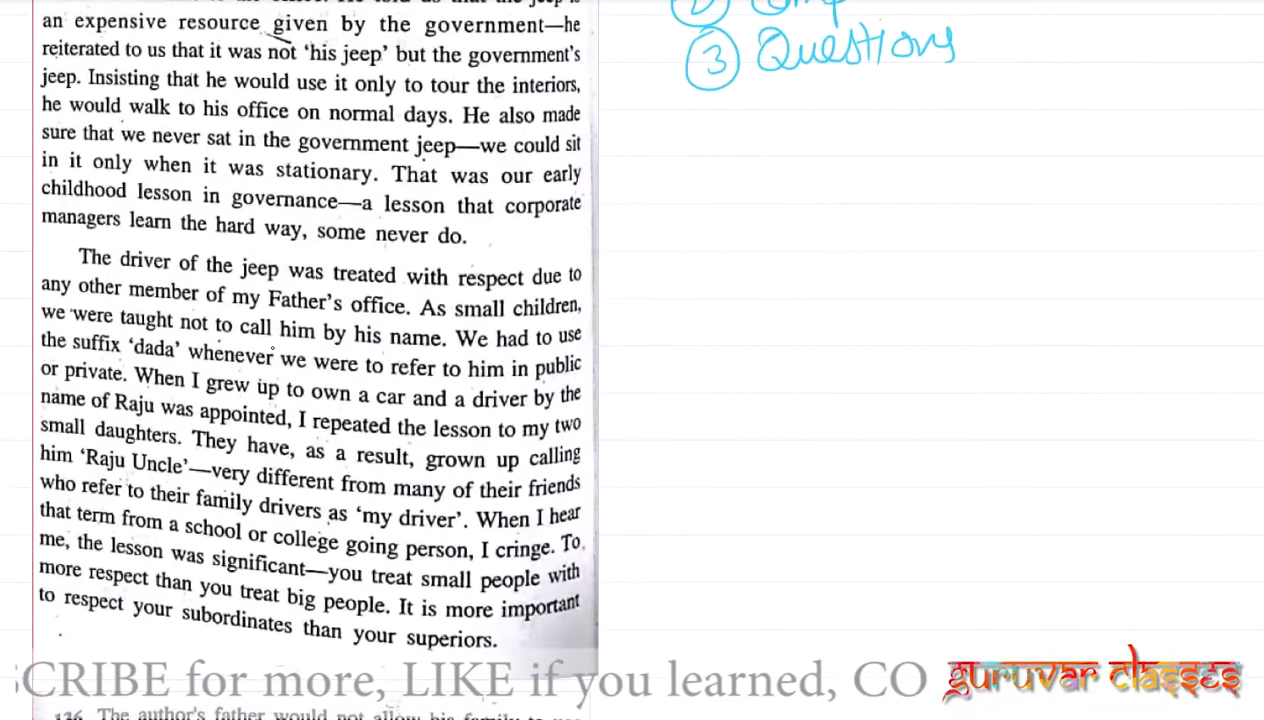 an expensive resource given by the government—he
reiterated to us that it was not ‘his jeep’ but the government's
jeep. Insisting that he would use it only to tour the interiors,
he would walk to his office on normal days. He also made
sure that we never sat in the government jeep—we could sit
in it only when it was stationary. That was our early
childhood lesson in governance—a lesson that corporate
managers learn the hard way, some never do.
The driver of the jeep was treated with respect due to
any other member of my Father's office. As small children,
we were taught not to call him by his name. We had to use
the suffix ‘dada’ whenever we were to refer to him in public
or private. When I grew up to own a car and a driver by the
name of Raju was appointed, I repeated the lesson to my two
small daughters. They have, as a result, grown up calling
him ‘Raju Uncle’—very different from many of their friends
who refer to their family drivers as ‘my driver’. When I hear
that term from a school or college going person, I cringe. To
me, the lesson was significant—you treat small people with
more respect than you treat big people. It is more important
to respect your subordinates than your superiors.
2
3 Questions
SCRIBE for more, LIKE if you learned, CO
guruvar classes